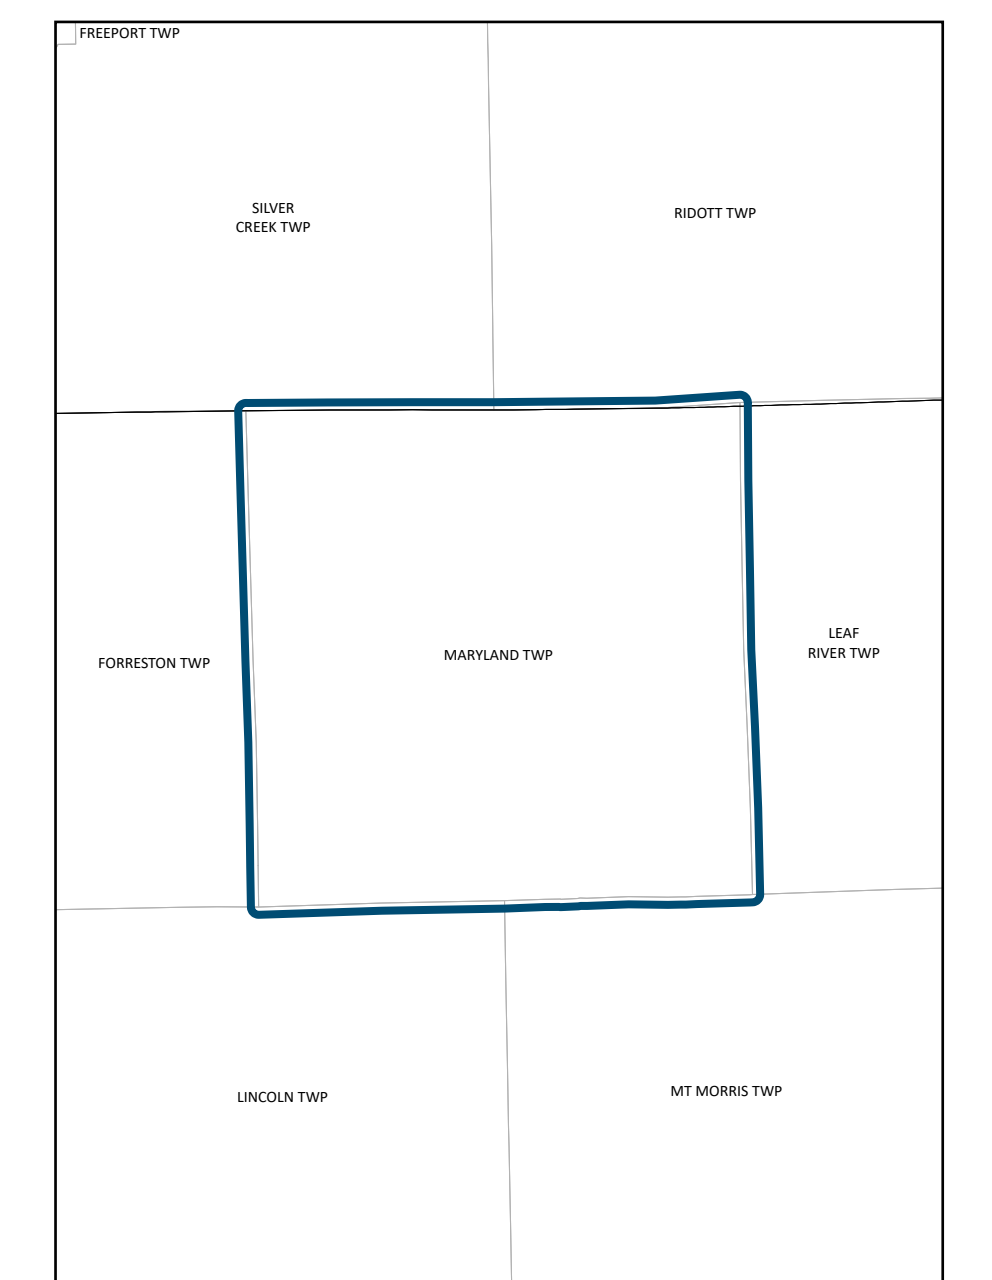 FREEPORT TWP
SILVER
CREEK TWP
RIDOTT TWP
FORRESTON TWP
MARYLAND TWP
LEAF
RIVER TWP
LINCOLN TWP
MT MORRIS TWP